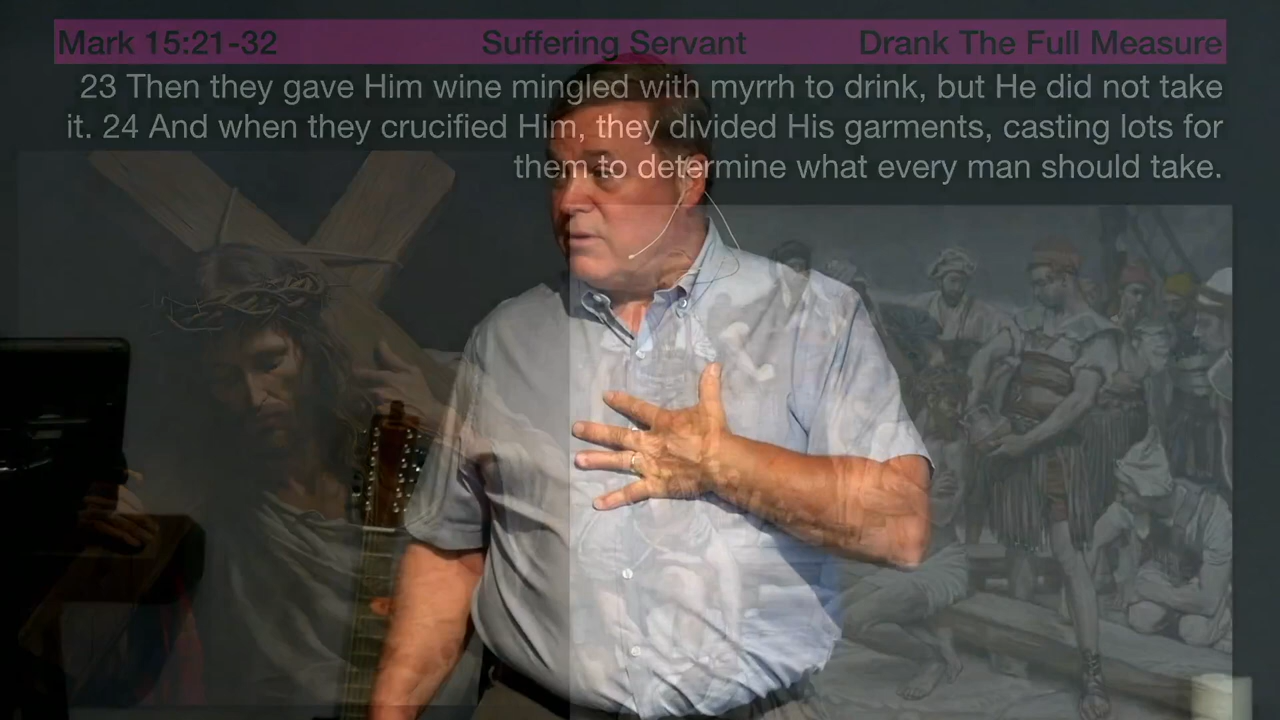 Mark 15:21-32 Suffering Servant Drank The Full Measure
23 Then they gave Him wine mingled with myrrh to drink, but He did not take
it. 24 And when they crucified Him, they divided His garments, casting lots for
them to determine what every man should take.